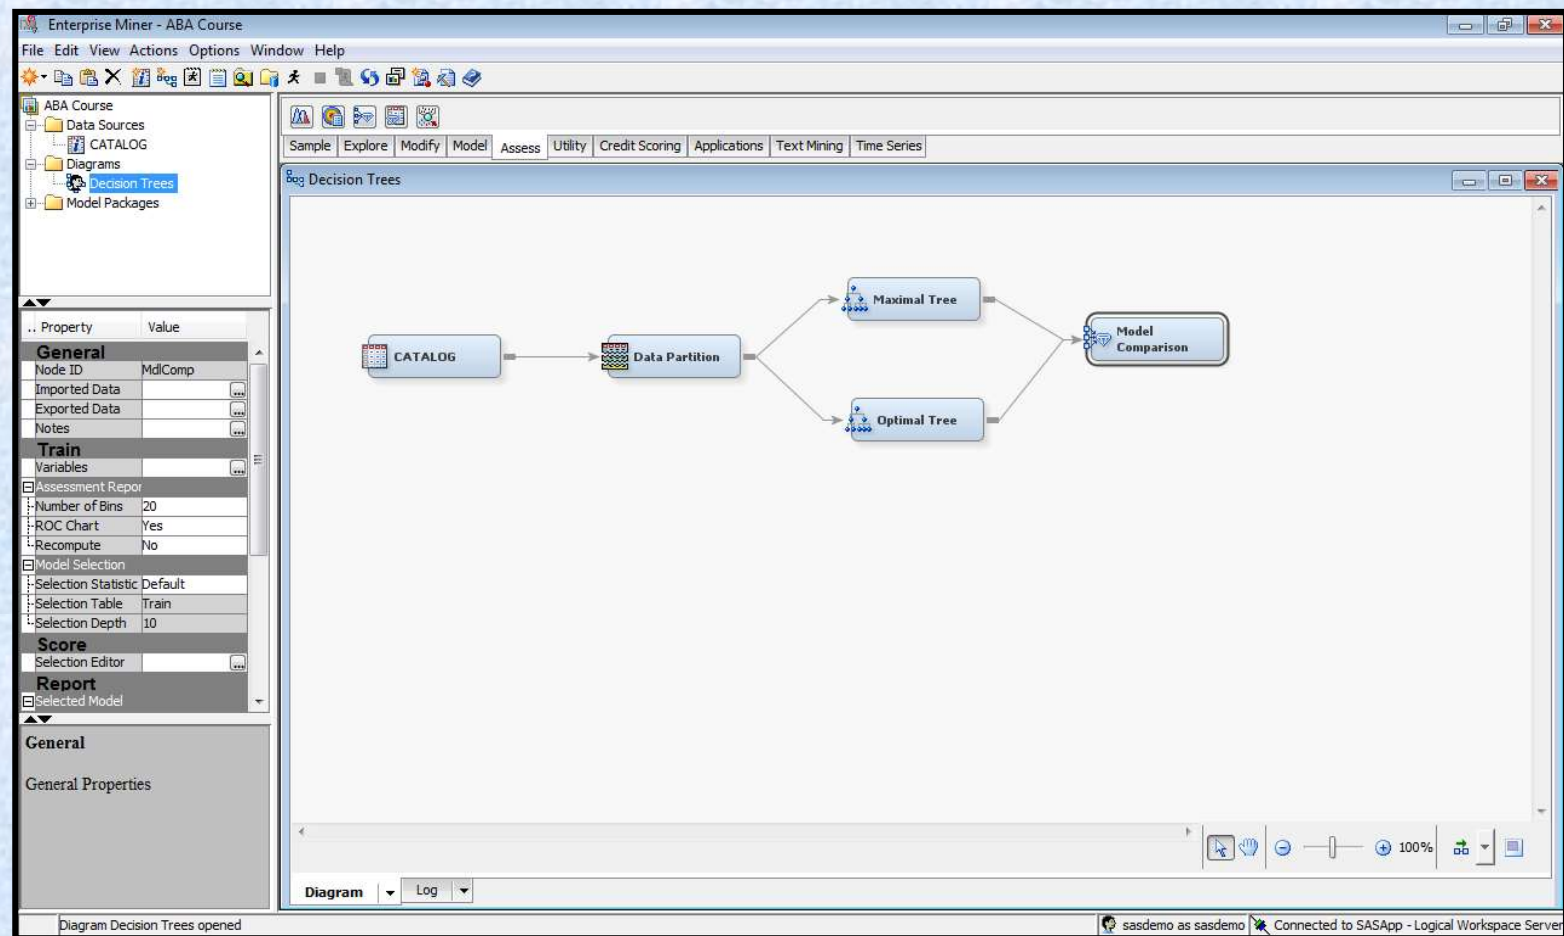 Enterprise Miner - ABA Course
File Edit View Actions Options Window Help
ABA Course
Data Sources
CATALOG
Diagrams
Decision Trees
Model Packages
Sample Explore Modify Model Assess Utility Credit Scoring Applications Text Mining Time Series
Decision Trees
CATALOG
Data Partition
Maximal Tree
Optimal Tree
Model
Comparison
.. Property Value
General
Node ID MdlComp
Imported Data ...
Exported Data ...
Notes ...
Train
Variables ...
Assessment Repor
Number of Bins 20
ROC Chart Yes
Recompute No
Model Selection
Selection Statistic Default
Selection Table Train
Selection Depth 10
Score
Selection Editor ...
Report
Selected Model
General
General Properties
100%
Diagram Log
Diagram Decision Trees opened
sasdemo as sasdemo Connected to SASApp - Logical Workspace Server